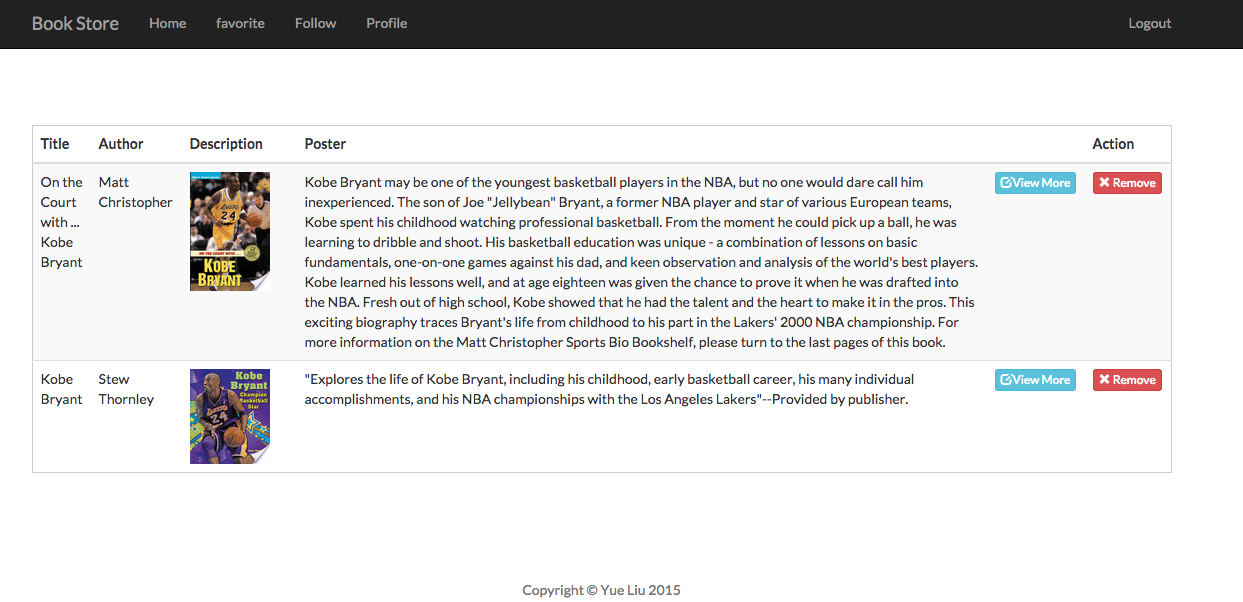 Book Store Home favorite Follow Profile Logout
Title Author Description Poster Action
On the Court with ... Kobe Bryant
Matt Christopher
24
ON THE COURT WITH ...
KOBE
BRYANT
Kobe Bryant may be one of the youngest basketball players in the NBA, but no one would dare call him
inexperienced. The son of Joe "Jellybean" Bryant, a former NBA player and star of various European teams,
Kobe spent his childhood watching professional basketball. From the moment he could pick up a ball, he was
learning to dribble and shoot. His basketball education was unique - a combination of lessons on basic
fundamentals, one-on-one games against his dad, and keen observation and analysis of the world's best players.
Kobe learned his lessons well, and at age eighteen was given the chance to prove it when he was drafted into
the NBA. Fresh out of high school, Kobe showed that he had the talent and the heart to make it in the pros. This
exciting biography traces Bryant's life from childhood to his part in the Lakers' 2000 NBA championship. For
more information on the Matt Christopher Sports Bio Bookshelf, please turn to the last pages of this book.
View More
Remove
Kobe Bryant
Stew Thornley
Kobe
Bryant
Champion
Basketball
Star
LAKERS
24
"Explores the life of Kobe Bryant, including his childhood, early basketball career, his many individual
accomplishments, and his NBA championships with the Los Angeles Lakers"--Provided by publisher.
View More
Remove
Copyright © Yue Liu 2015